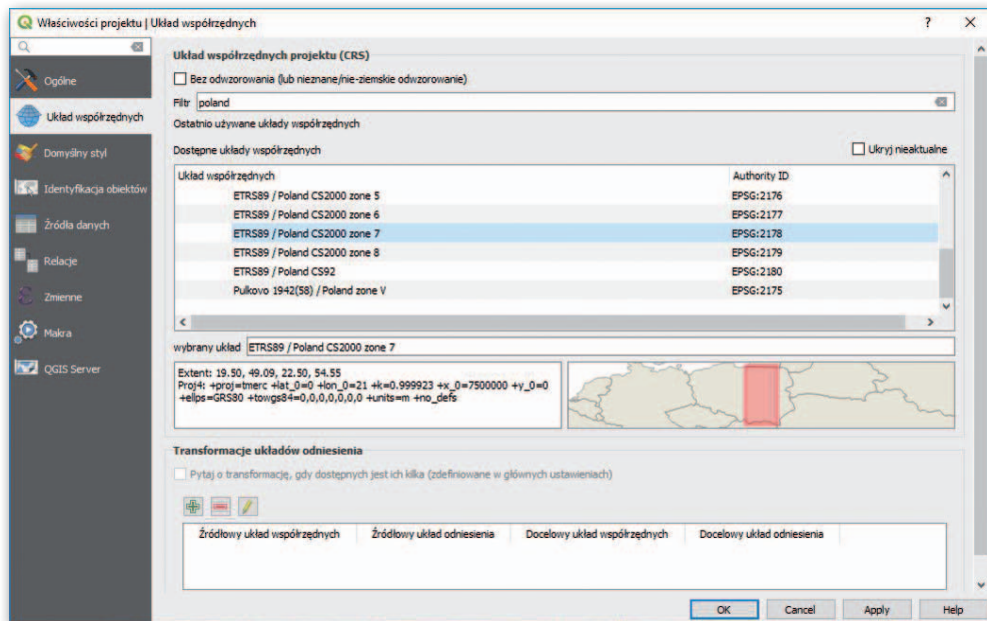 Właściwości projektu | Układ współrzędnych
?
Ogólne
Układ współrzędnych
Domyślny styl
Identyfikacja obiektów
Źródła danych
Relacje
Zmienne
Makra
QGIS Server
Układ współrzędnych projektu (CRS)
Bez odwzorowania (lub nieznane/nie-ziemskie odwzorowanie)
Filtr poland
Ostatnio używane układy współrzędnych
Dostępne układy współrzędnych Ukryj nieaktualne
Układ współrzędnych Authority ID
ETRS89 / Poland CS2000 zone 5 EPSG:2176
ETRS89 / Poland CS2000 zone 6 EPSG:2177
ETRS89 / Poland CS2000 zone 7 EPSG:2178
ETRS89 / Poland CS2000 zone 8 EPSG:2179
ETRS89 / Poland CS92 EPSG:2180
Pulkovo 1942(58) / Poland zone V EPSG:2175
wybrany układ ETRS89 / Poland CS2000 zone 7
Extent: 19.50, 49.09, 22.50, 54.55
Proj4: +proj=tmerc +lat_0=0 +lon_0=21 +k=0.999923 +x_0=7500000 +y_0=0
+ellps=GRS80 +towgs84=0,0,0,0,0,0,0 +units=m +no_defs
Transformacje układów odniesienia
Pytaj o transformację, gdy dostępnych jest ich kilka (zdefiniowane w głównych ustawieniach)
Źródłowy układ współrzędnych Źródłowy układ odniesienia Docelowy układ współrzędnych Docelowy układ odniesienia
OK Cancel Apply Help